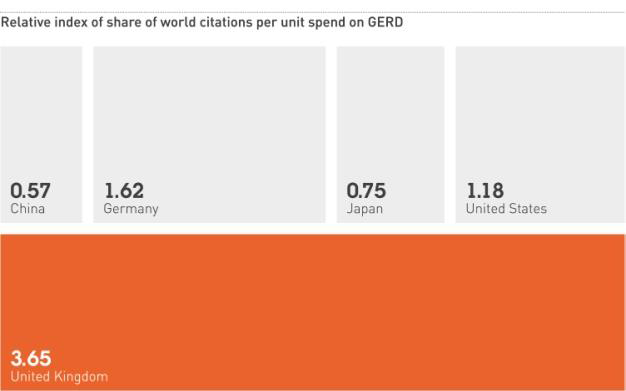 Relative index of share of world citations per unit spend on GERD
0.57
China
1.62
Germany
0.75
Japan
1.18
United States
3.65
United Kingdom